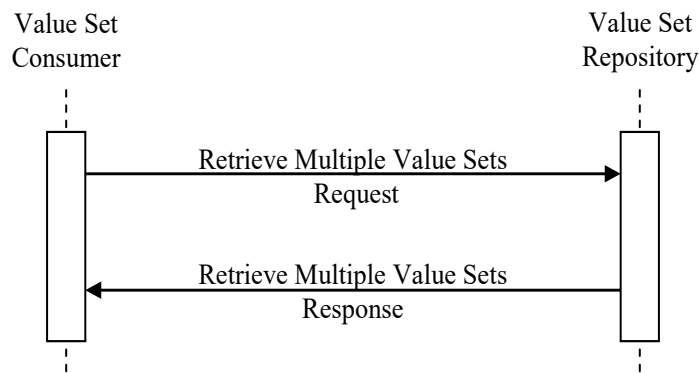 Value Set
Consumer
Value Set
Repository
Retrieve Multiple Value Sets
Request
Retrieve Multiple Value Sets
Response